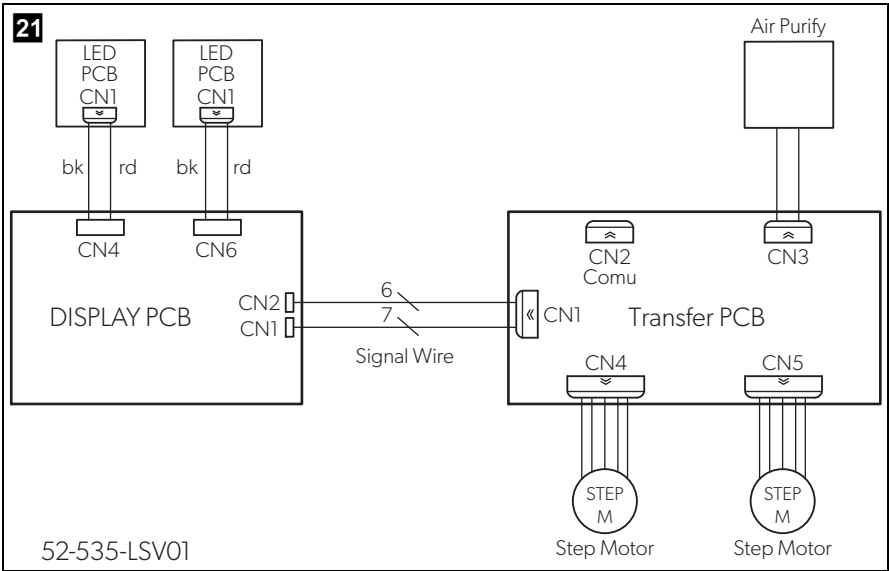 21
LED
PCB
CN1
LED
PCB
CN1
Air Purify
bk
rd
bk
rd
CN4
CN6
CN2
Comu
CN3
DISPLAY PCB
CN2
CN1
6
7
Signal Wire
CN1
Transfer PCB
CN4
CN5
STEP
M
Step Motor
STEP
M
Step Motor
52-535-LSV01